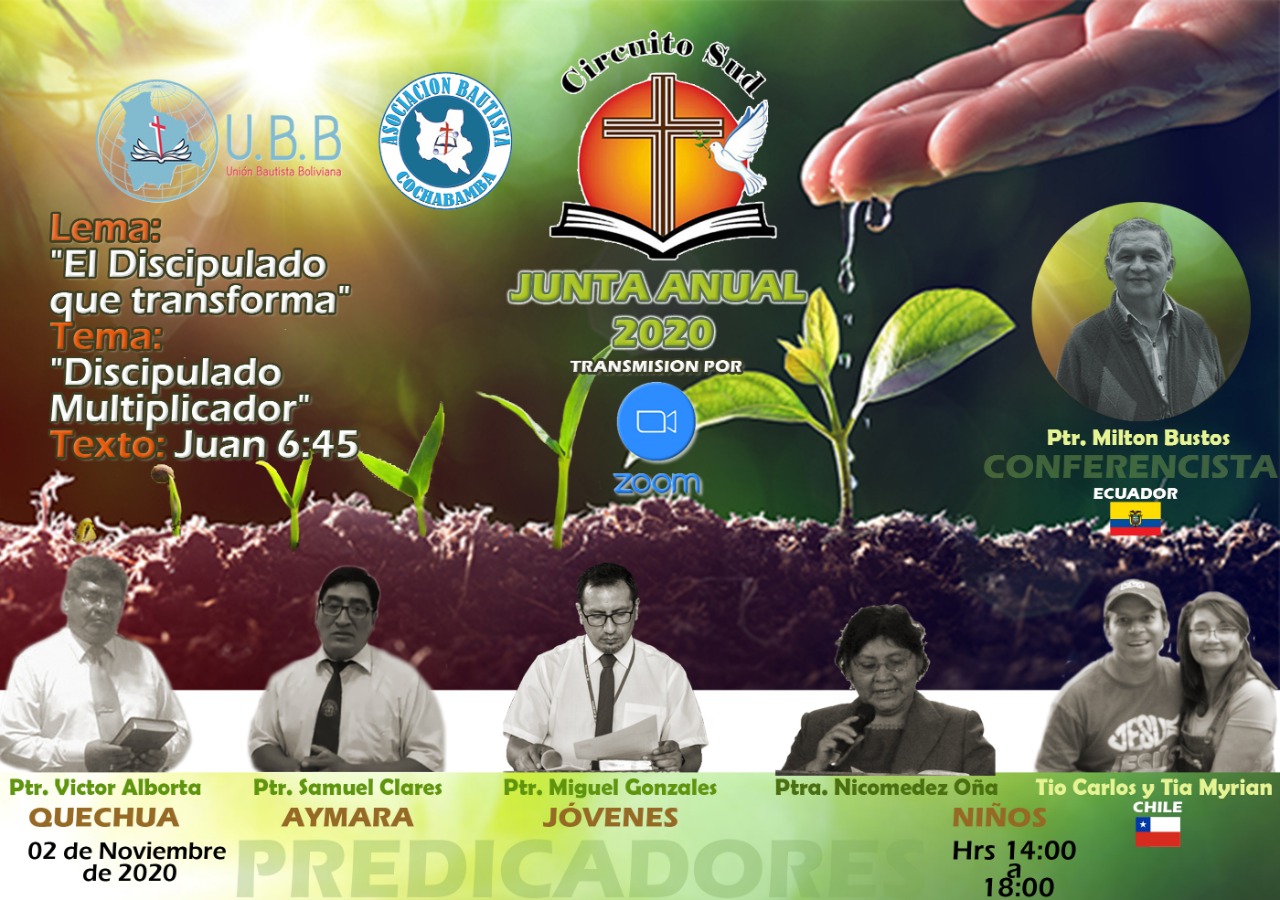 Circuito Sud
U.B.B
Unión Bautista Boliviana
ASOCIACION BAUTISTA
COCHABAMBA
Lema:
"El Discipulado
que transforma"
Tema:
"Discipulado
Multiplicador"
Texto: Juan 6:45
JUNTA ANUAL
2020
TRANSMISION POR
zoom
Ptr. Milton Bustos
CONFERENCISTA
ECUADOR
JESUS
Ptr. Victor Alborta
QUECHUA
Ptr. Samuel Clares
AYMARA
Ptr. Miguel Gonzales
JÓVENES
Ptra. Nicomedez Oña
Tio Carlos y Tia Myrian
CHILE
NIÑOS
02 de Noviembre
de 2020
PREDICADORES
Hrs 14:00
a
18:00